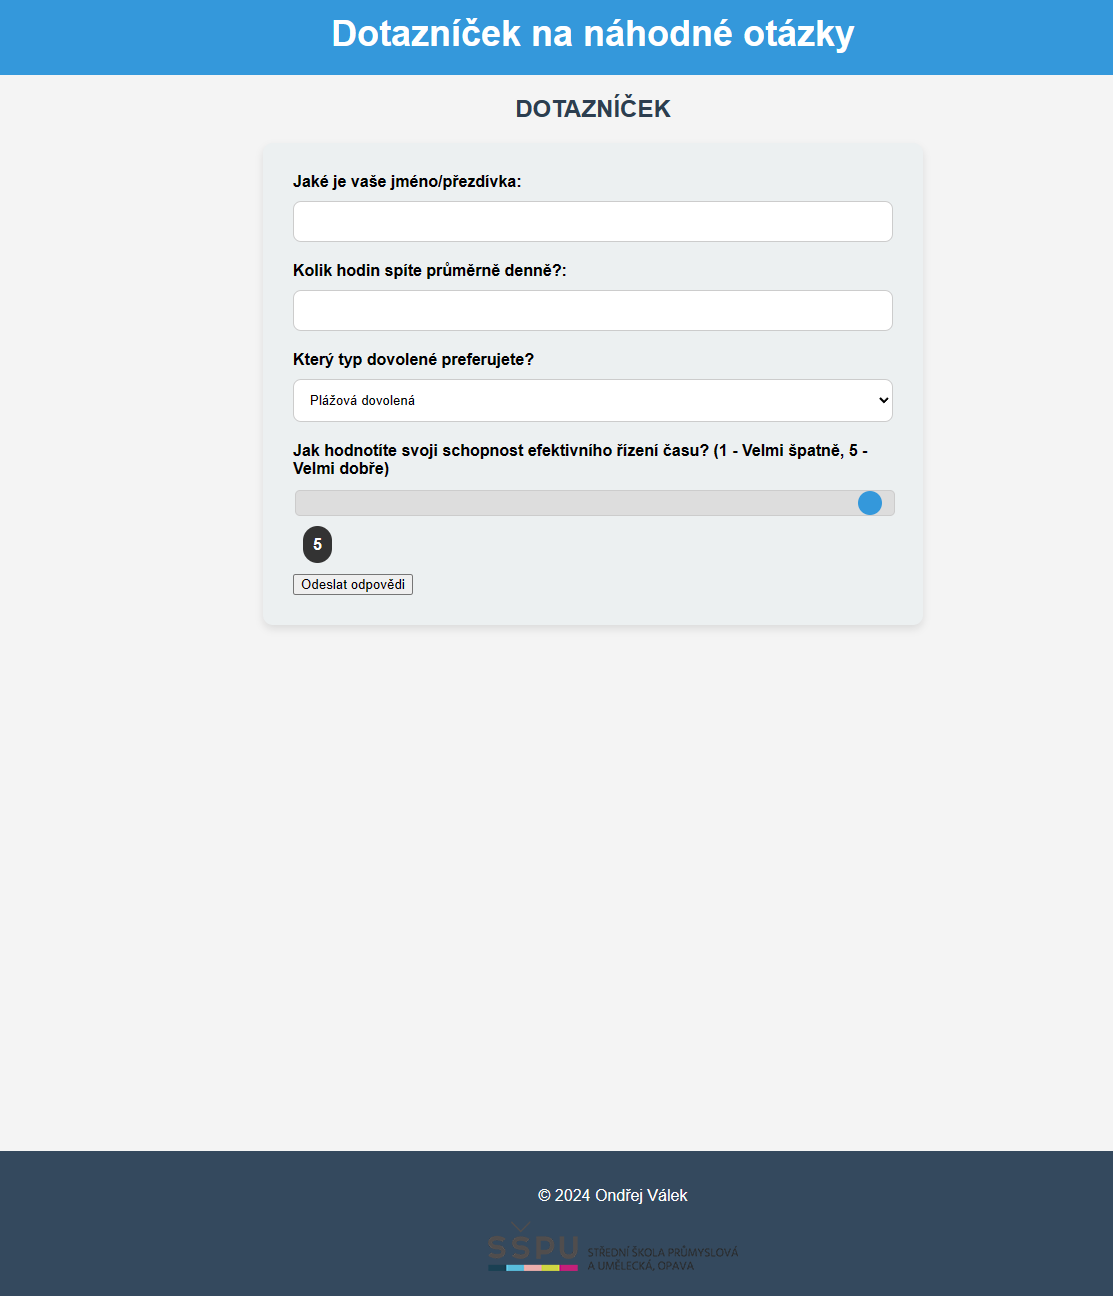 Dotazníček na náhodné otázky
DOTAZNÍČEK
Jaké je vaše jméno/přezdívka:
Kolik hodin spíte průměrně denně?:
Který typ dovolené preferujete?
Plážová dovolená
Jak hodnotíte svoji schopnost efektivního řízení času? (1 - Velmi špatně, 5 -
Velmi dobře)
5
Odeslat odpovědi
© 2024 Ondřej Válek
SŠPU
STŘEDNÍ ŠKOLA PRŮMYSLOVÁ
A UMĚLECKÁ, OPAVA